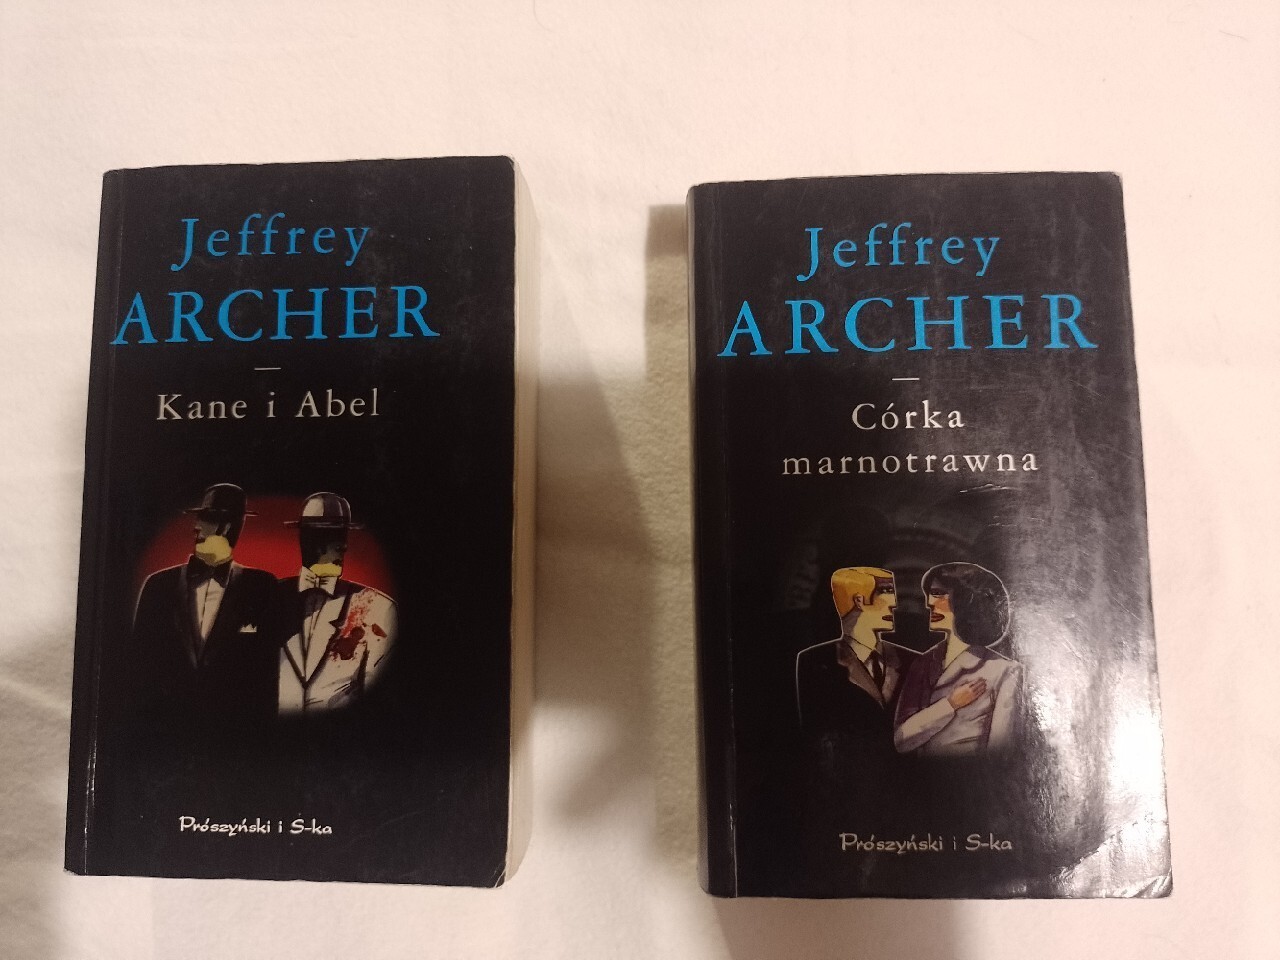 Jeffrey
ARCHER
—
Kane i Abel
Prószyński i S-ka
Jeffrey
ARCHER
—
Córka
marnotrawna
Prószyński i S-ka